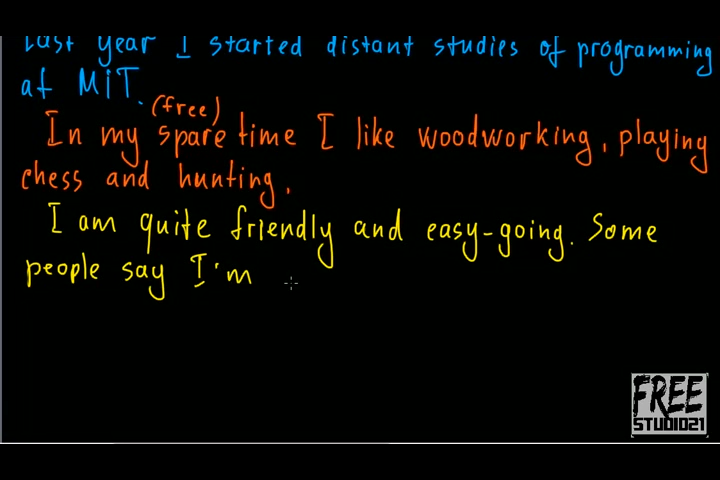 Last year I started distant studies of programming
at MiT.
(free)
In my spare time I like woodworking, playing
chess and hunting.
I am quite friendly and easy-going. Some
people say I'm
FREE
STUDIO21